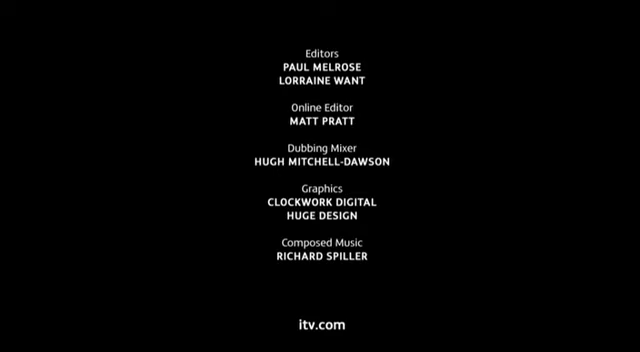 Editors
PAUL MELROSE
LORRAINE WANT
Online Editor
MATT PRATT
Dubbing Mixer
HUGH MITCHELL-DAWSON
Graphics
CLOCKWORK DIGITAL
HUGE DESIGN
Composed Music
RICHARD SPILLER
itv.com